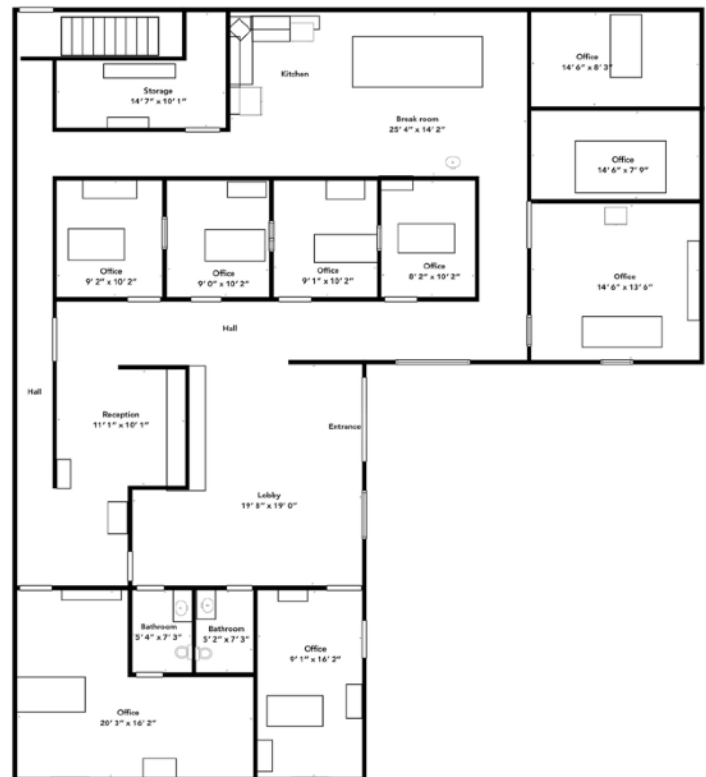 Kitchen
Storage
14' 7" x 10' 1"
Break room
25' 4" x 14' 2"
Office
14' 6" x 8' 3"
Office
14' 6" x 7' 9"
Office
9' 2" x 10' 2"
Office
9' 0" x 10' 2"
Office
9' 1" x 10' 2"
Office
8' 2" x 10' 2"
Office
14' 6" x 13' 6"
Hall
Hall
Reception
11' 1" x 10' 1"
Entrance
Lobby
19' 8" x 19' 0"
Bathroom
5' 4" x 7' 3"
Bathroom
5' 2" x 7' 3"
Office
9' 1" x 16' 2"
Office
20' 3" x 16' 2"